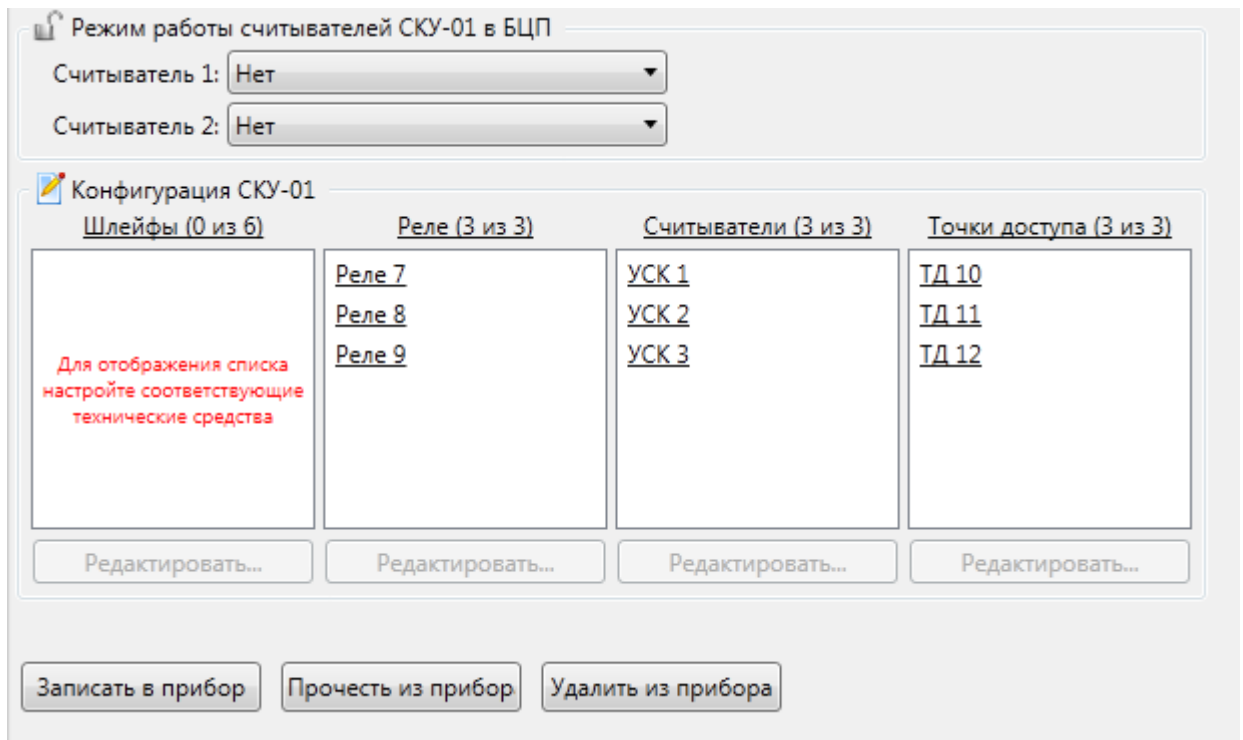 Режим работы считывателей СКУ-01 в БЦП
Считыватель 1: Нет
Считыватель 2: Нет
Конфигурация СКУ-01
Шлейфы (0 из 6) Реле (3 из 3) Считыватели (3 из 3) Точки доступа (3 из 3)
Реле 7 УСК 1 ТД 10
Реле 8 УСК 2 ТД 11
Реле 9 УСК 3 ТД 12
Для отображения списка
настройте соответствующие
технические средства
Редактировать... Редактировать... Редактировать... Редактировать...
Записать в прибор Прочесть из прибор Удалить из прибора